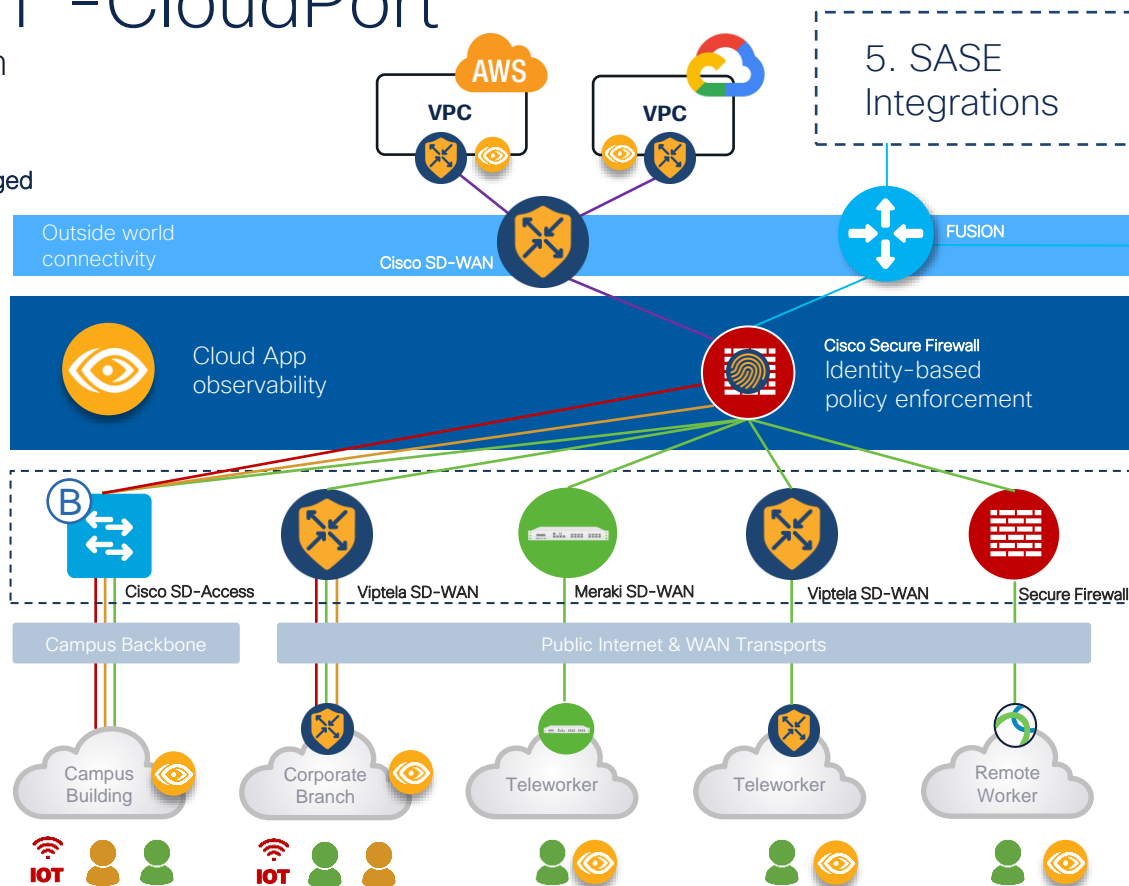 -CloudPort
AWS
VPC
VPC
5. SASE
Integrations
Outside world
connectivity
Cisco SD-WAN
FUSION
Cloud App
observability
Cisco Secure Firewall
Identity-based
policy enforcement
B
Cisco SD-Access
Viptela SD-WAN
Meraki SD-WAN
Viptela SD-WAN
Secure Firewall
Campus Backbone
Public Internet & WAN Transports
Campus
Building
Corporate
Branch
Teleworker
Teleworker
Remote
Worker
IOT
IOT